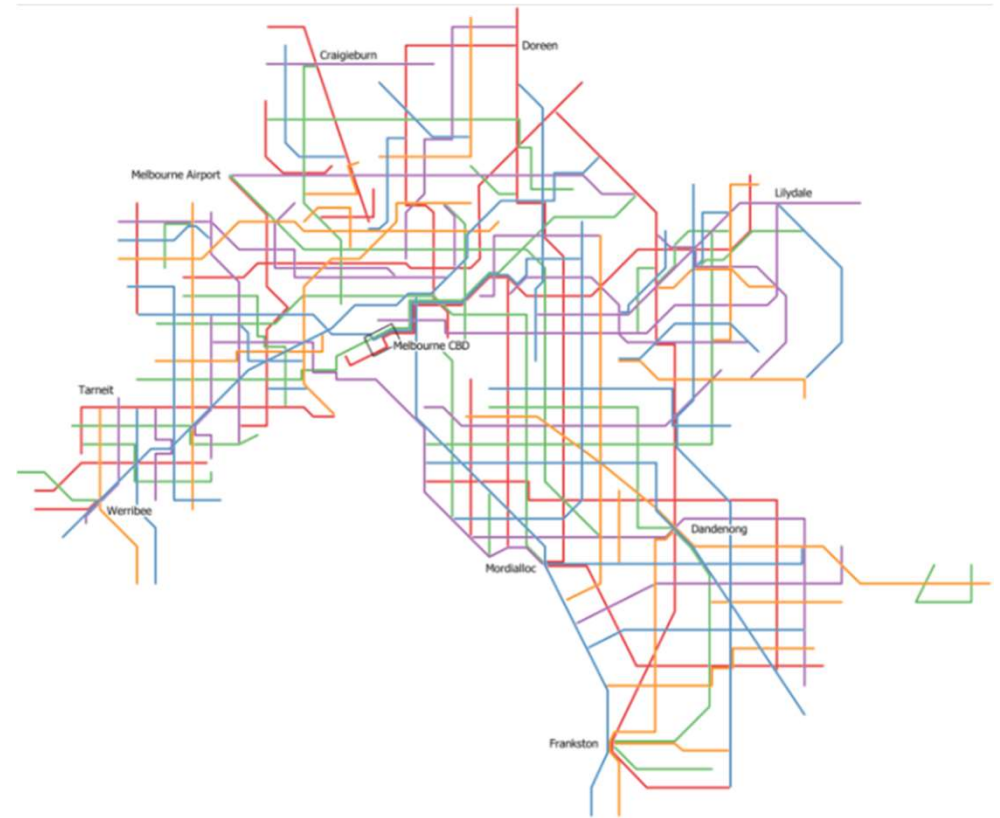 Doreen
Craigieburn
Melbourne Airport
Lilydale
Melbourne CBD
Tarneit
Werribee
Dandenong
Mordialloc
Frankston